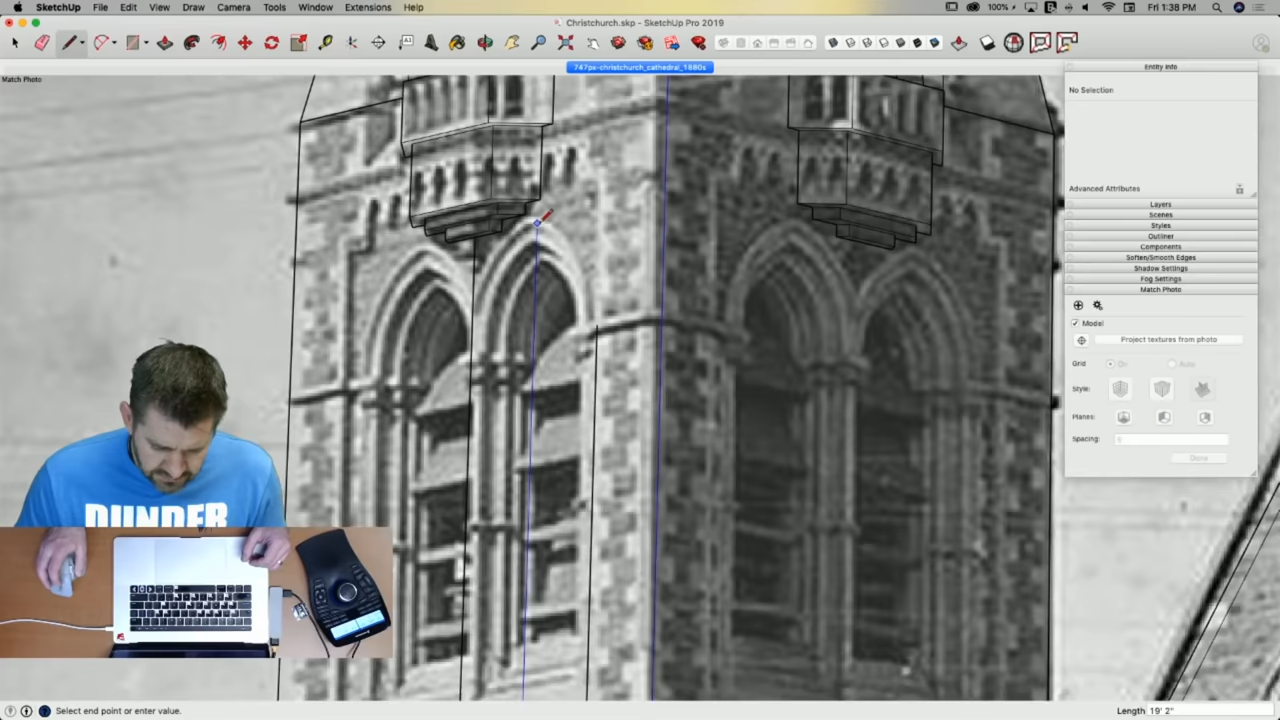 SketchUp File Edit View Draw Camera Tools Window Extensions Help
100% Fri 1:38 PM
Christchurch.skp - SketchUp Pro 2019
747px-christchurch_cathedral_1880s
Match Photo
Entity Info
No Selection
Advanced Attributes
Layers
Scenes
Styles
Outliner
Components
Soften/Smooth Edges
Shadow Settings
Fog Settings
Match Photo
Model
Project textures from photo
Grid On Auto
Style:
Planes:
Spacing: 6
Done
DUNDER
Select end point or enter value.
Length 19' 2"